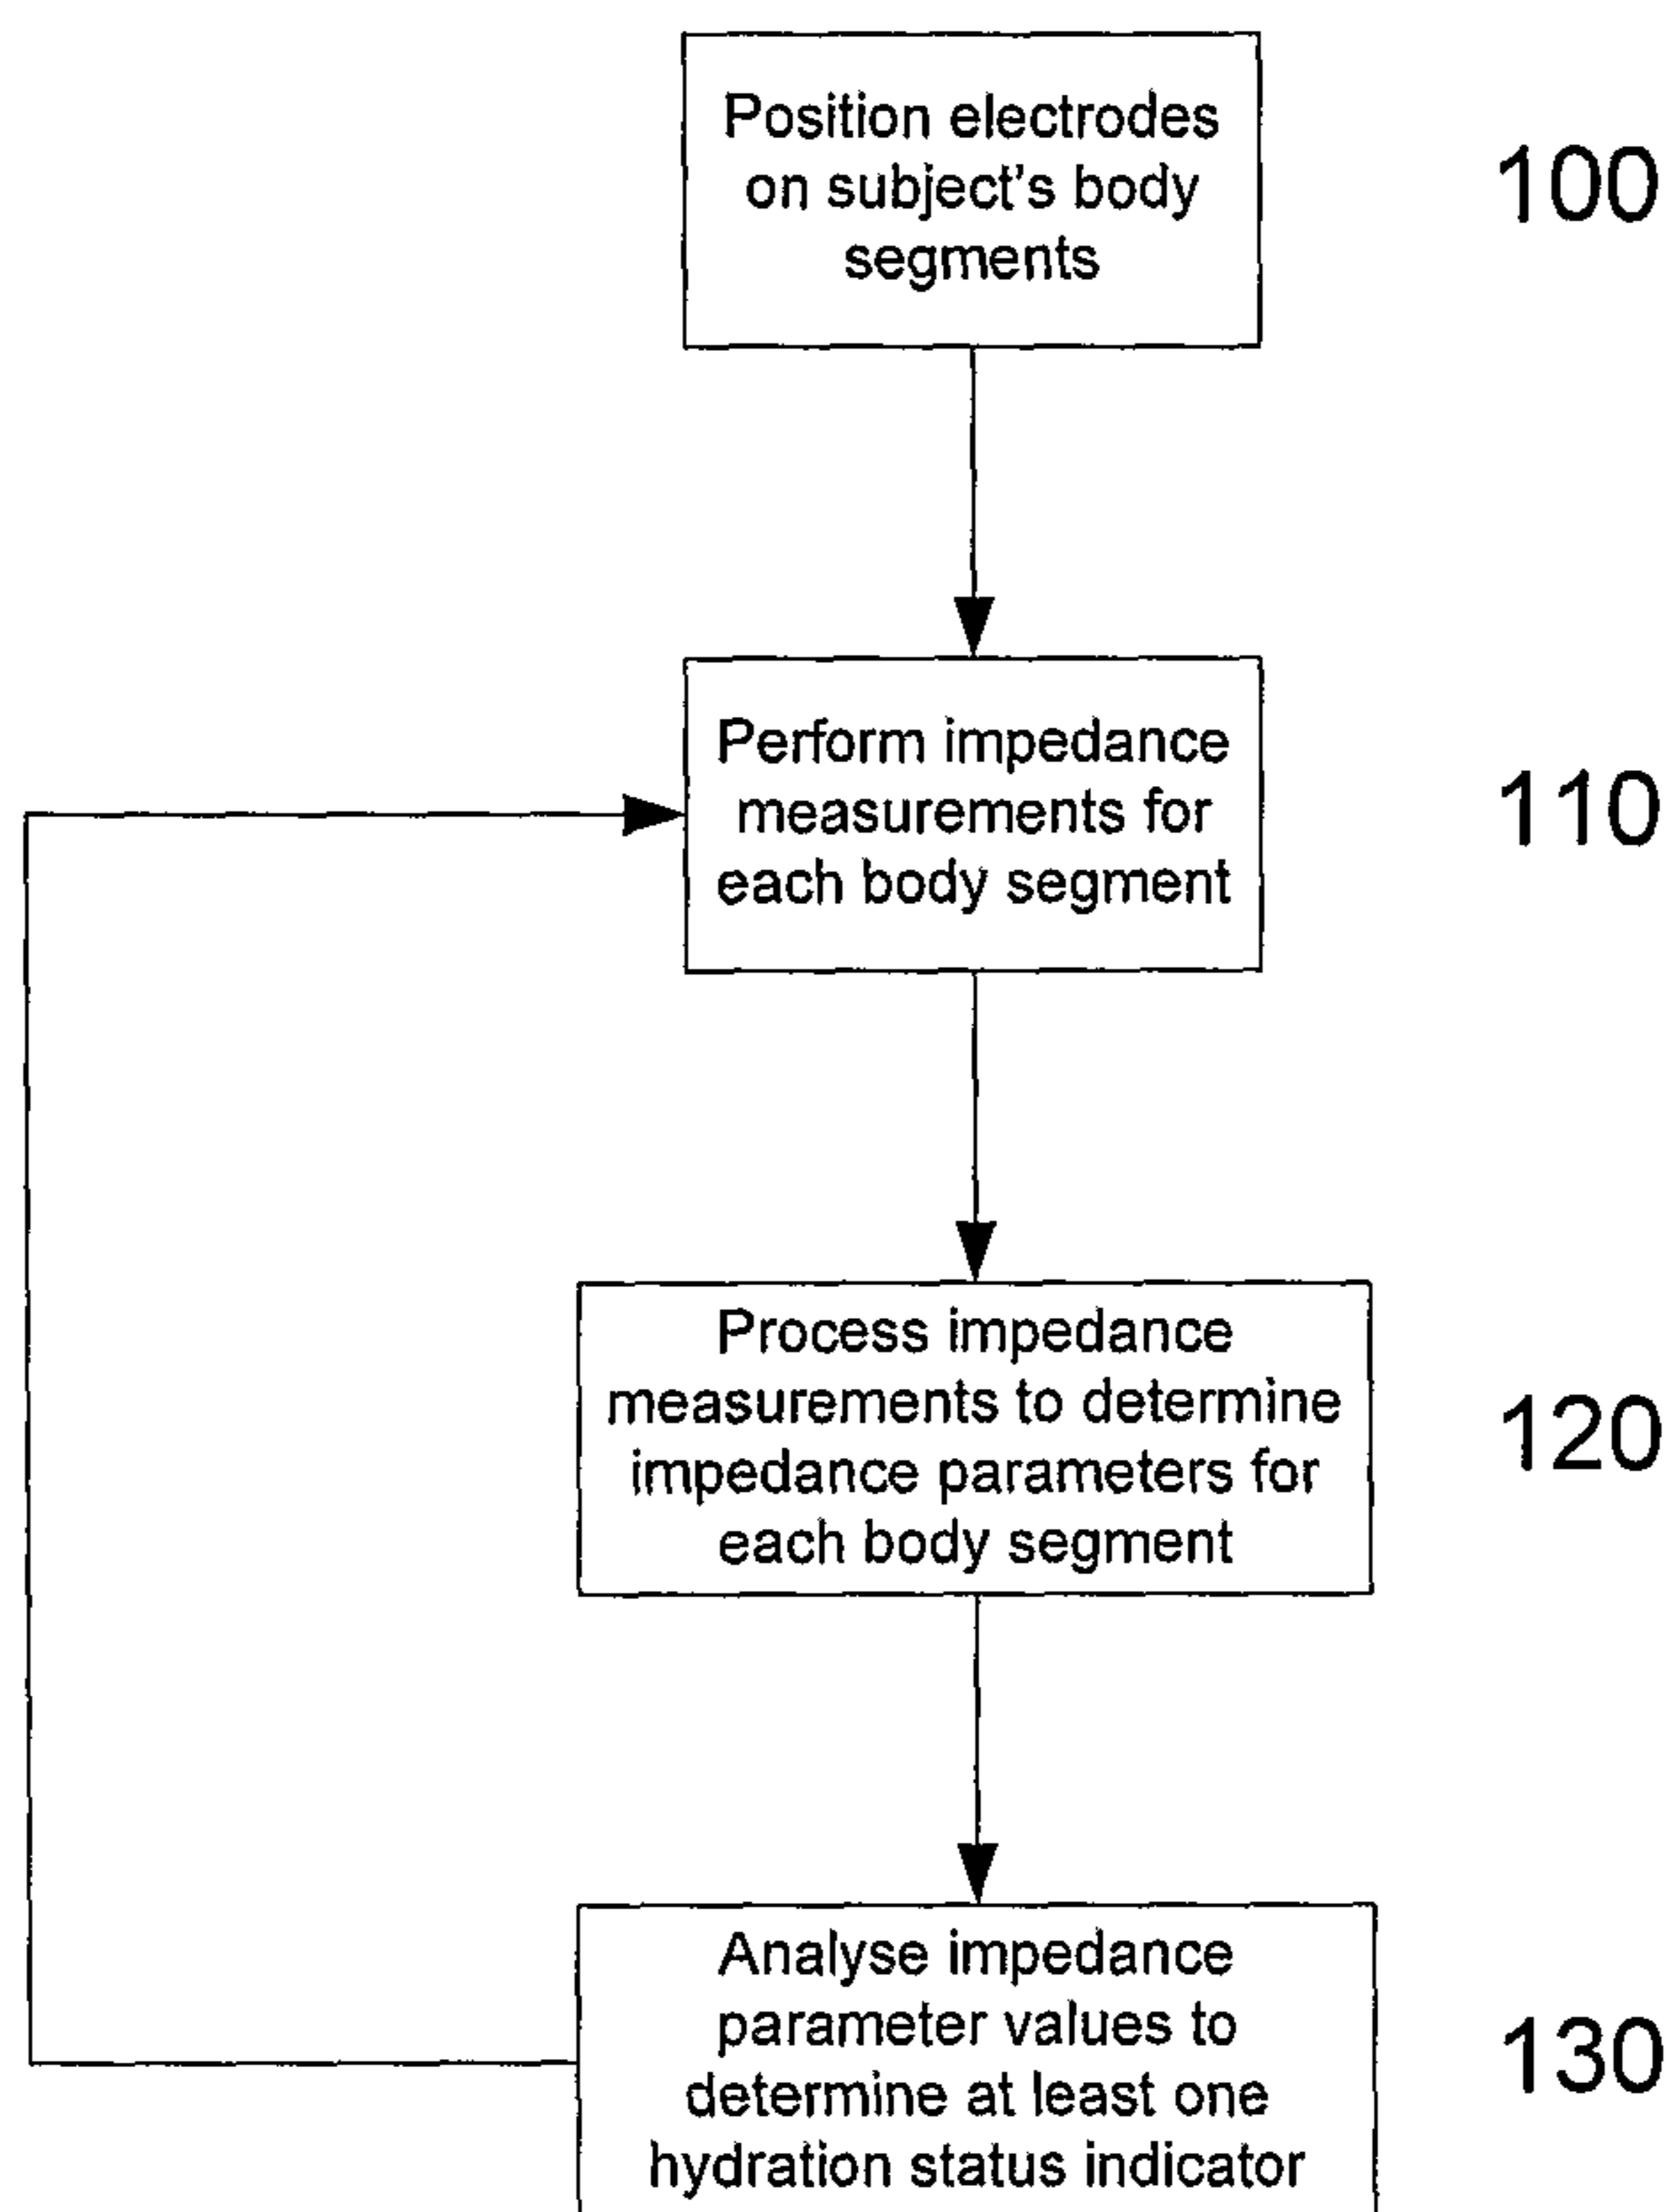 Position electrodes
on subject's body
segments
100
Perform impedance
measurements for
each body segment
110
Process impedance
measurements to determine
impedance parameters for
each body segment
120
Analyse impedance
parameter values to
determine at least one
hydration status indicator
130